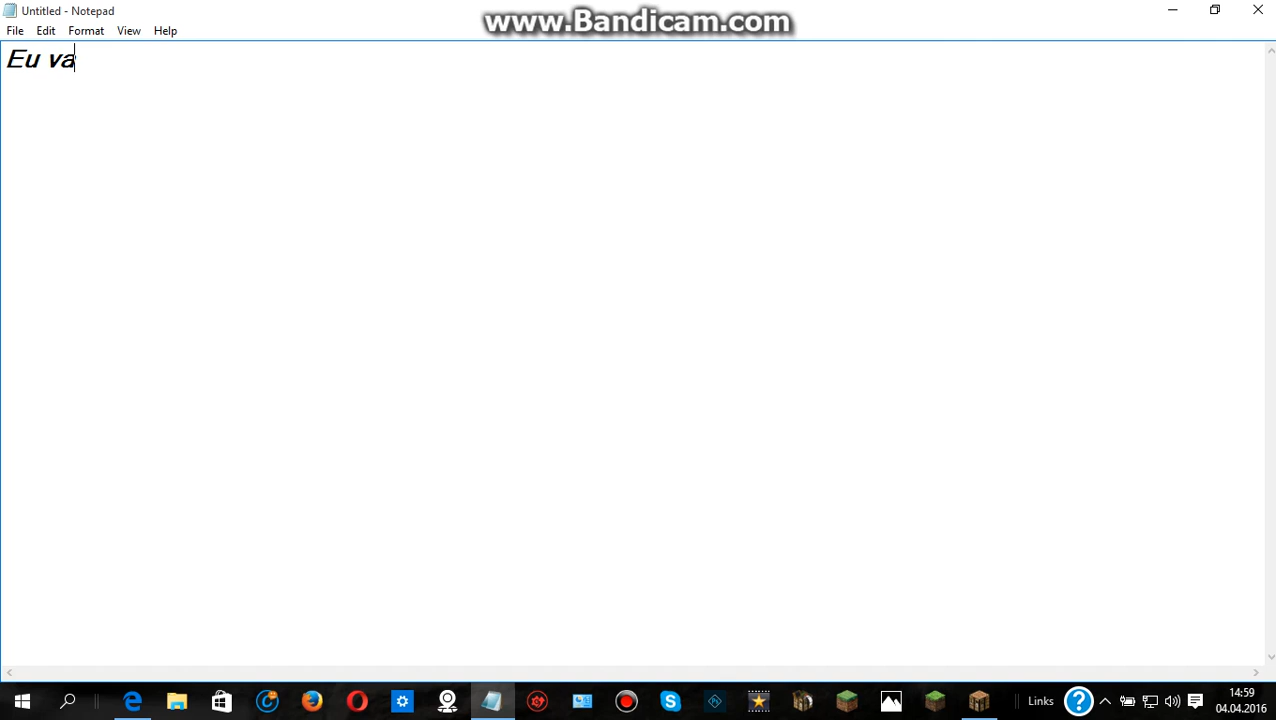 Untitled - Notepad
www.Bandicam.com
File Edit Format View Help
Eu va
Links
14:59
04.04.2016